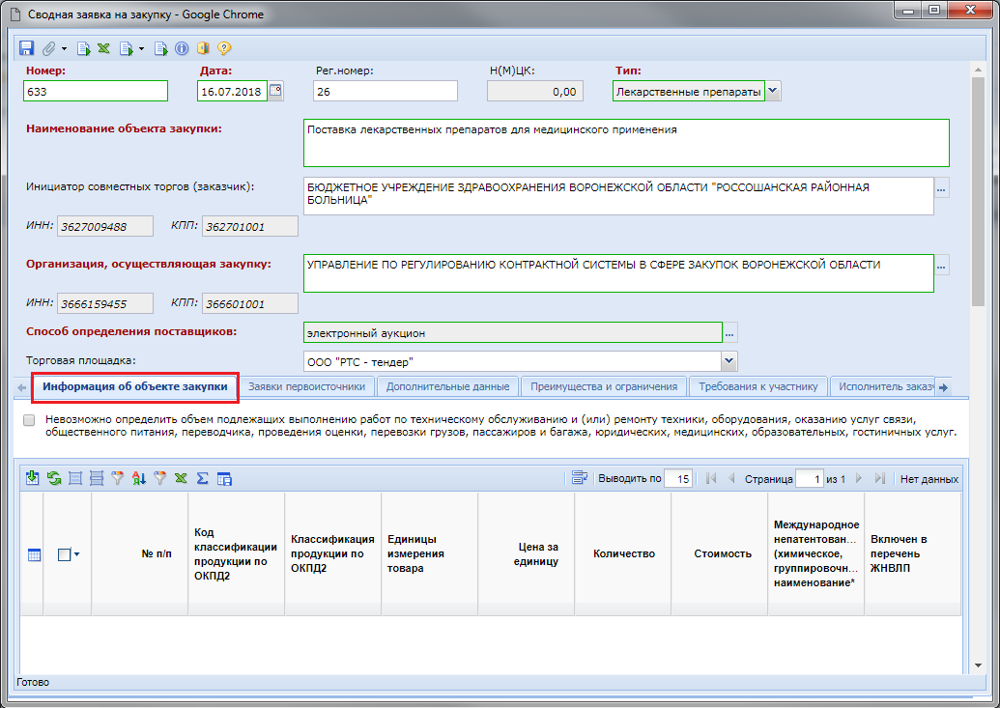 Сводная заявка на закупку - Google Chrome
Номер: Дата: Рег.номер: Н(М)ЦК: Тип:
633 16.07.2018 26 0,00 Лекарственные препараты
Наименование объекта закупки: Поставка лекарственных препаратов для медицинского применения
Инициатор совместных торгов (заказчик): БЮДЖЕТНОЕ УЧРЕЖДЕНИЕ ЗДРАВООХРАНЕНИЯ ВОРОНЕЖСКОЙ ОБЛАСТИ "РОССОШАНСКАЯ РАЙОННАЯ
БОЛЬНИЦА"
ИНН: 3627009488 КПП: 362701001
Организация, осуществляющая закупку: УПРАВЛЕНИЕ ПО РЕГУЛИРОВАНИЮ КОНТРАКТНОЙ СИСТЕМЫ В СФЕРЕ ЗАКУПОК ВОРОНЕЖСКОЙ ОБЛАСТИ
ИНН: 3666159455 КПП: 366601001
Способ определения поставщиков: электронный аукцион
Торговая площадка: ООО "РТС - тендер"
Информация об объекте закупки Заявки первоисточники Дополнительные данные Преимущества и ограничения Требования к участнику Исполнитель заказч
Невозможно определить объем подлежащих выполнению работ по техническому обслуживанию и (или) ремонту техники, оборудования, оказанию услуг связи,
общественного питания, переводчика, проведения оценки, перевозки грузов, пассажиров и багажа, юридических, медицинских, образовательных, гостиничных услуг.
Выводить по 15 Страница 1 из 1 Нет данных
№ п/п
Код
классификации
продукции по
ОКПД2
Классификация
продукции по
ОКПД2
Единицы
измерения
товара
Цена за
единицу
Количество
Стоимость
Международное
непатентован...
(химическое,
группировочн...
наименование*
Включен в
перечень
ЖНВЛП
Готово